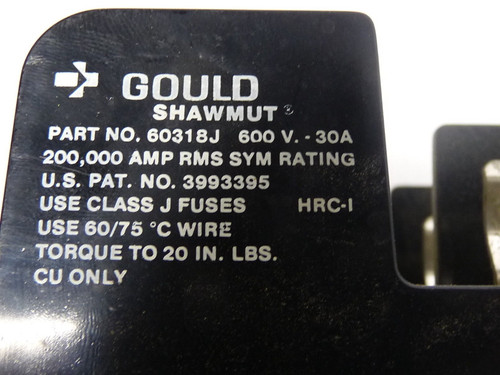 GOULD
SHAWMUT ®
PART NO. 60318J 600 V. - 30A
200,000 AMP RMS SYM RATING
U.S. PAT. NO. 3993395
USE CLASS J FUSES HRC-I
USE 60/75 °C WIRE
TORQUE TO 20 IN. LBS.
CU ONLY